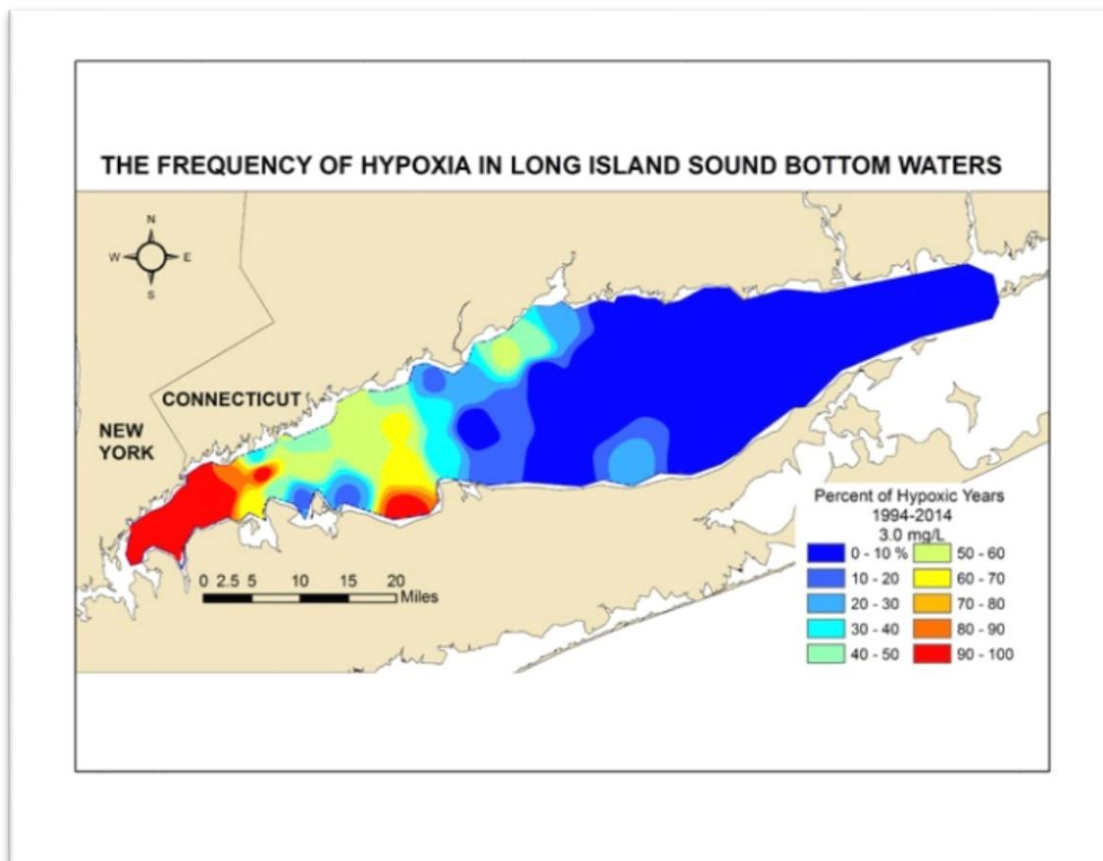 THE FREQUENCY OF HYPOXIA IN LONG ISLAND SOUND BOTTOM WATERS
N
W E
S
CONNECTICUT
NEW
YORK
Percent of Hypoxic Years
1994-2014
3.0 mg/L
0 - 10 % 50 - 60
10 - 20 60 - 70
20 - 30 70 - 80
30 - 40 80 - 90
40 - 50 90 - 100
0 2.5 5 10 15 20
Miles